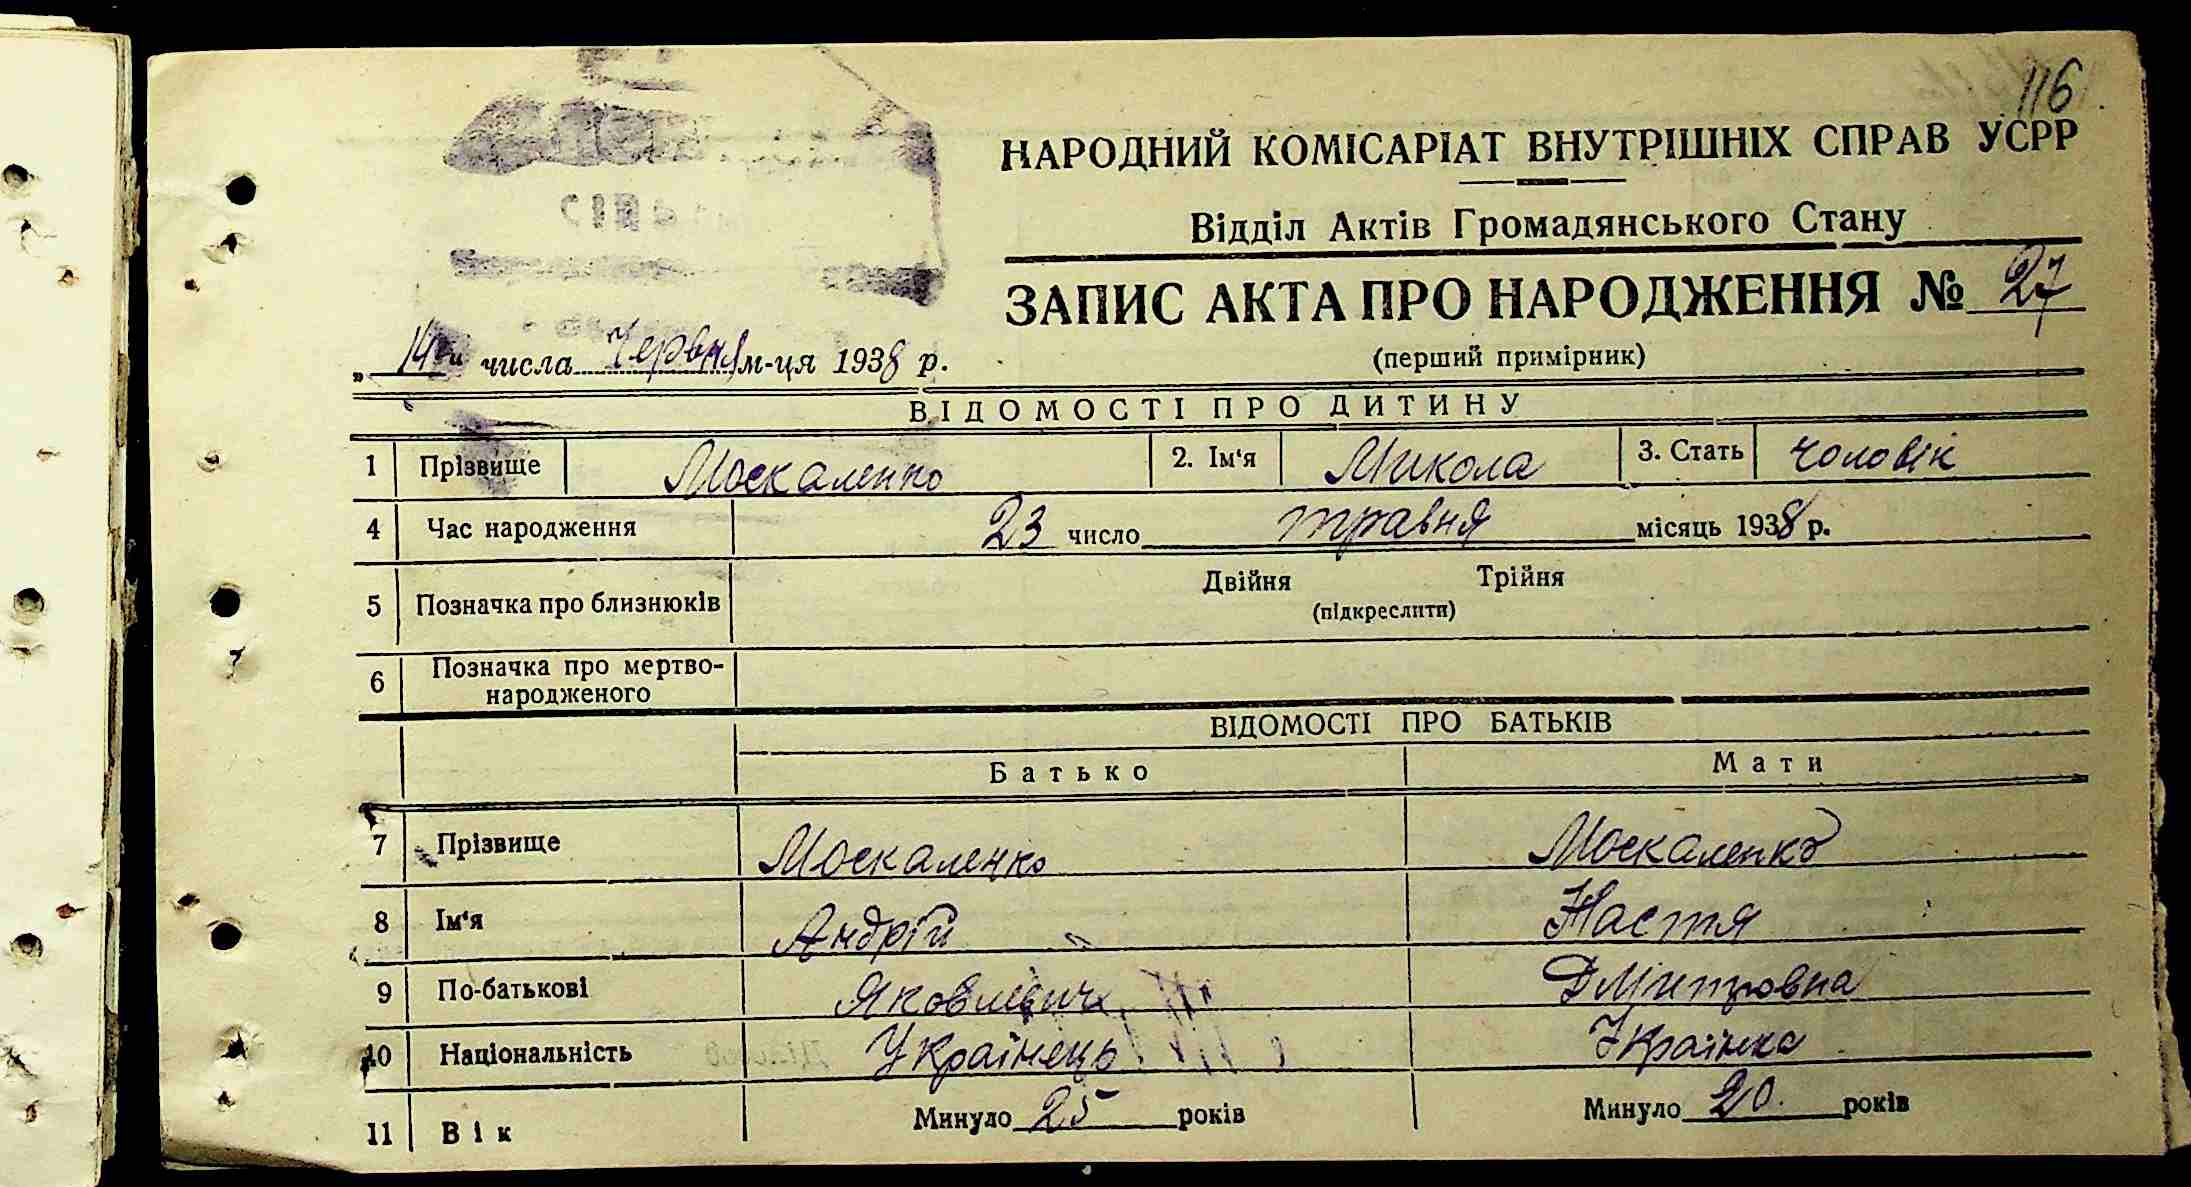 116
НАРОДНИЙ КОМІСАРІАТ ВНУТРІШНІХ СПРАВ УСРР
Відділ Актів Громадянського Стану
ЗАПИС АКТА ПРО НАРОДЖЕННЯ № 27
(перший примірник)
„ 14 " числа Червня м-ця 1938 р.
ВІДОМОСТІ ПРО ДИТИНУ
1 Прізвище Москаленко 2. Ім'я Микола 3. Стать чоловік
4 Час народження 23 число травня місяць 1938 р.
5 Позначка про близнюків Двійня Трійня
(підкреслити)
6 Позначка про мертво-
народженого
ВІДОМОСТІ ПРО БАТЬКІВ
Батько Мати
7 Прізвище Москаленко Москаленко
8 Ім'я Андрій Настя
9 По-батькові Яковлевич Дмитровна
10 Національність Українець Українка
11 Вік Минуло 25 років Минуло 20 років